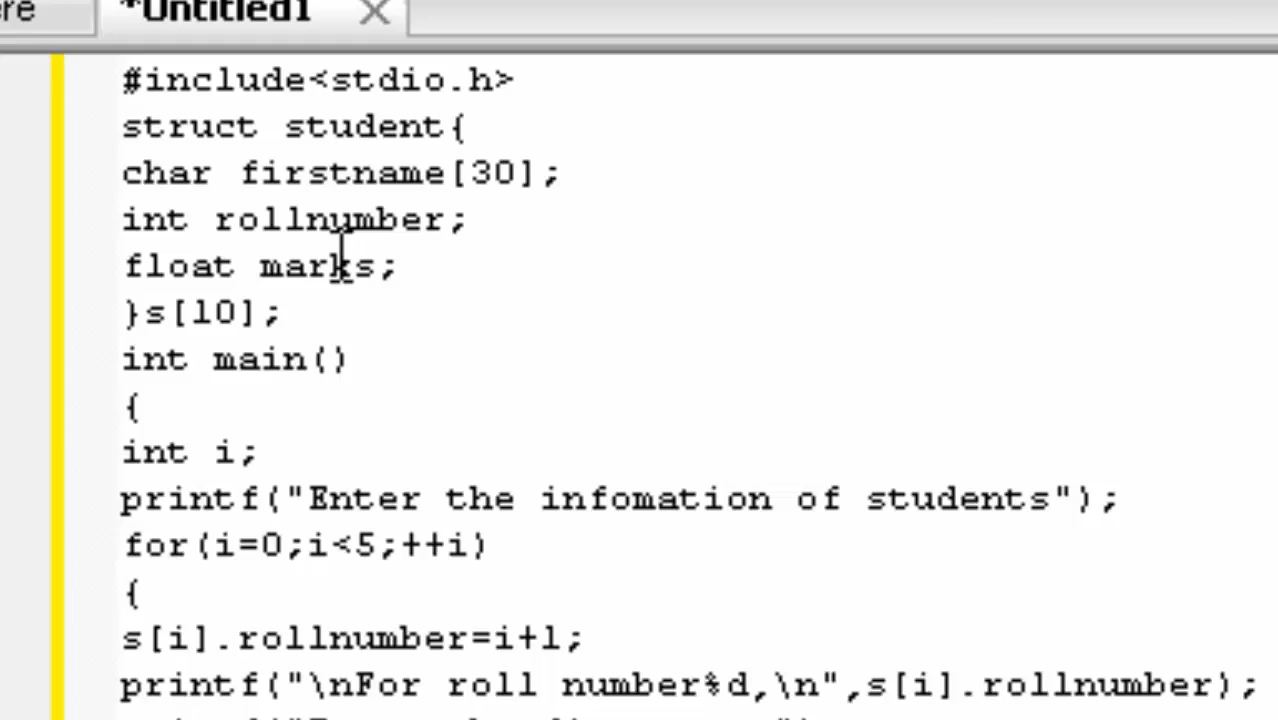 re *Untitled1
#include<stdio.h>
struct student{
char firstname[30];
int rollnumber;
float marks;
}s[10];
int main()
{
int i;
printf("Enter the infomation of students");
for(i=0;i<5;++i)
{
s[i].rollnumber=i+1;
printf("\nFor roll number%d,\n",s[i].rollnumber);